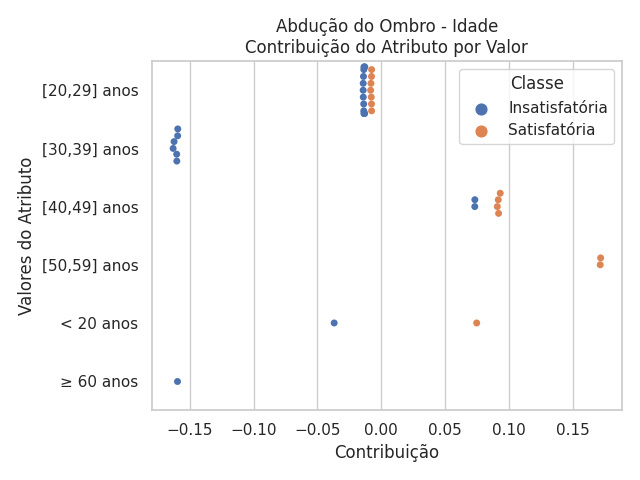 Abdução do Ombro - Idade
Contribuição do Atributo por Valor
Classe
Insatisfatória
Satisfatória
Valores do Atributo
[20,29] anos
[30,39] anos
[40,49] anos
[50,59] anos
< 20 anos
≥ 60 anos
−0.15 −0.10 −0.05 0.00 0.05 0.10 0.15
Contribuição